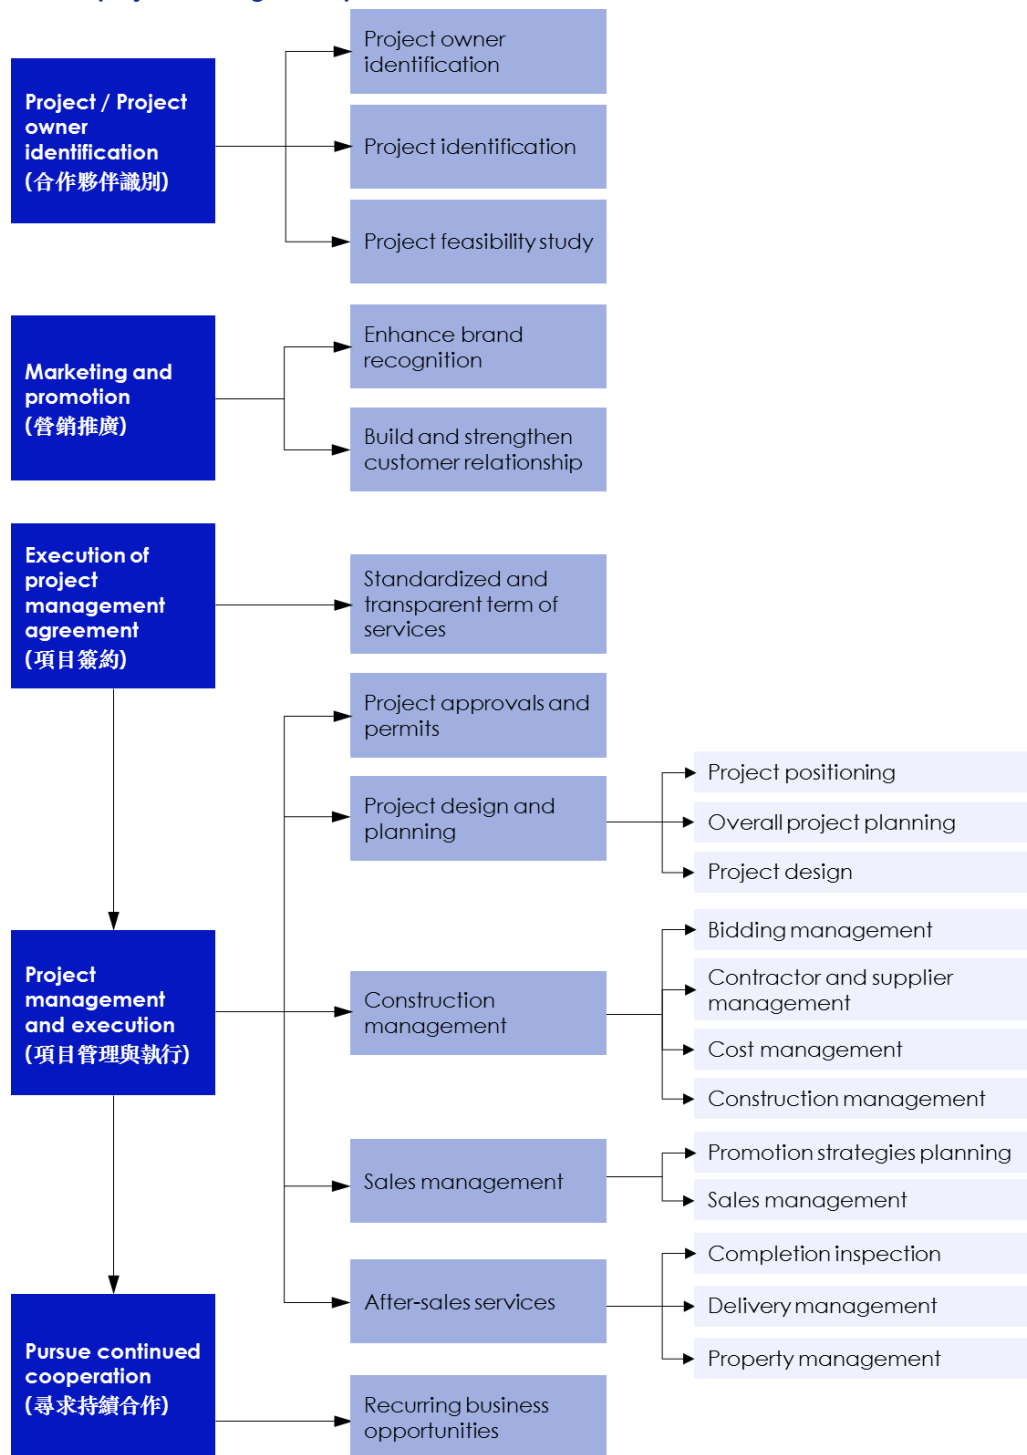 Project / Project
owner
identification
(合作夥伴識別)
Project owner
identification
Project identification
Project feasibility study
Marketing and
promotion
(營銷推廣)
Enhance brand
recognition
Build and strengthen
customer relationship
Execution of
project
management
agreement
(項目簽約)
Standardized and
transparent term of
services
Project management
and execution
(項目管理與執行)
Project approvals and
permits
Project design and
planning
Project positioning
Overall project planning
Project design
Construction
management
Bidding management
Contractor and supplier
management
Cost management
Construction management
Sales management
Promotion strategies planning
Sales management
After-sales services
Completion inspection
Delivery management
Property management
Pursue continued
cooperation
(尋求持續合作)
Recurring business
opportunities